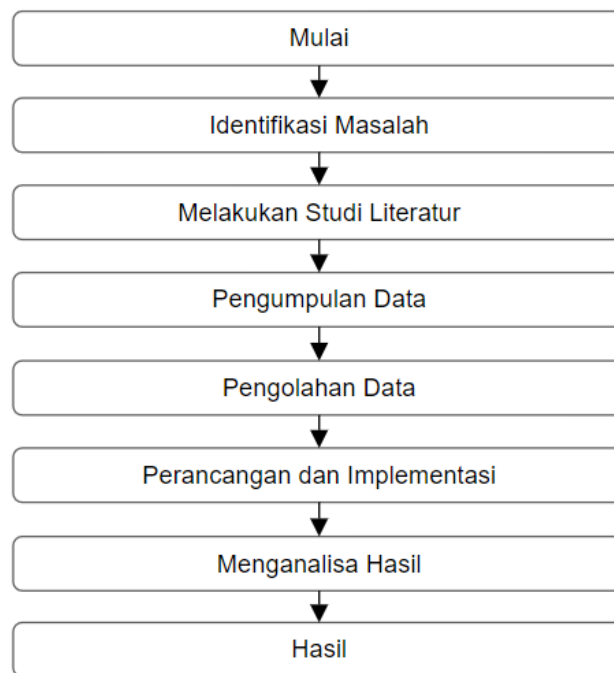 Mulai
Identifikasi Masalah
Melakukan Studi Literatur
Pengumpulan Data
Pengolahan Data
Perancangan dan Implementasi
Menganalisa Hasil
Hasil